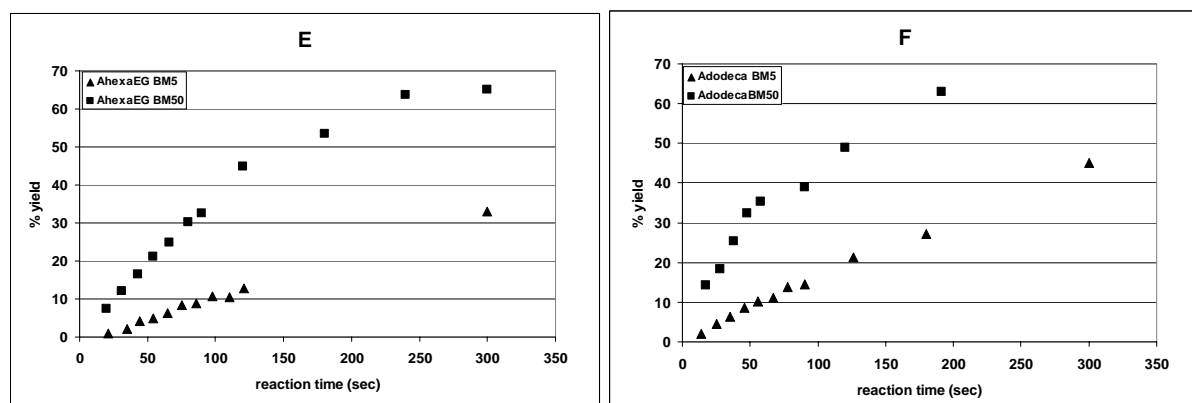 E
AhexaEG BM5
AhexaEG BM50
70
60
50
40
30
20
10
0
% yield
0 50 100 150 200 250 300 350
reaction time (sec)
F
Adodeca BM5
AdodecaBM50
70
60
50
40
30
20
10
0
% yield
0 50 100 150 200 250 300 350
reaction time (sec)